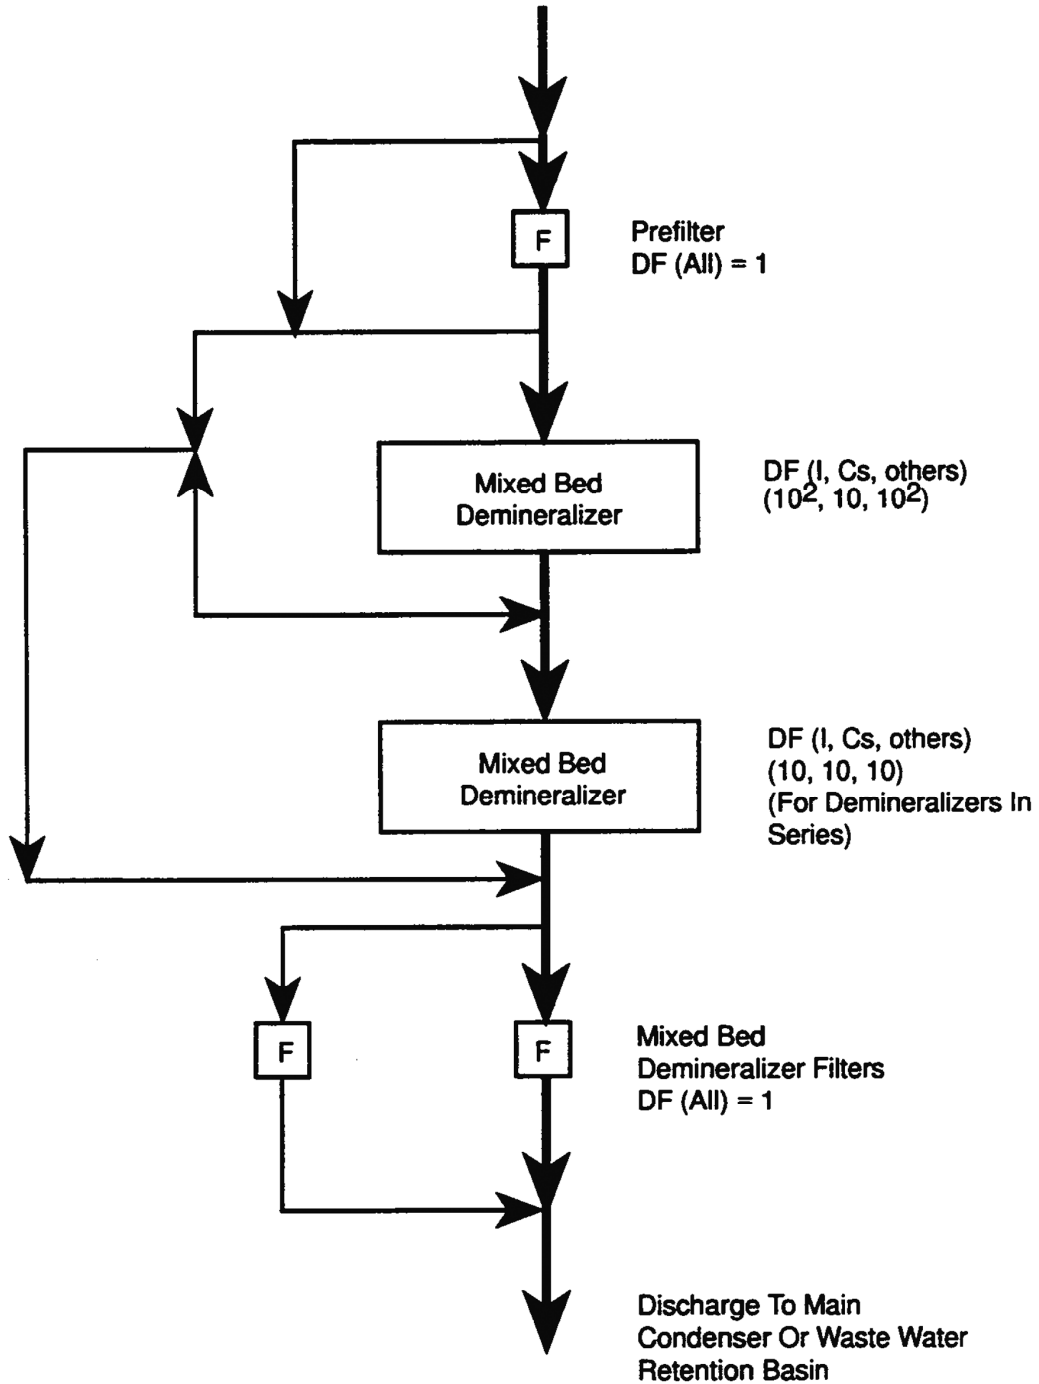 F
Prefilter
DF (All) = 1
Mixed Bed
Demineralizer
DF (I, Cs, others)
(10², 10, 10²)
Mixed Bed
Demineralizer
DF (I, Cs, others)
(10, 10, 10)
(For Demineralizers In
Series)
F
F
Mixed Bed
Demineralizer Filters
DF (All) = 1
Discharge To Main
Condenser Or Waste Water
Retention Basin